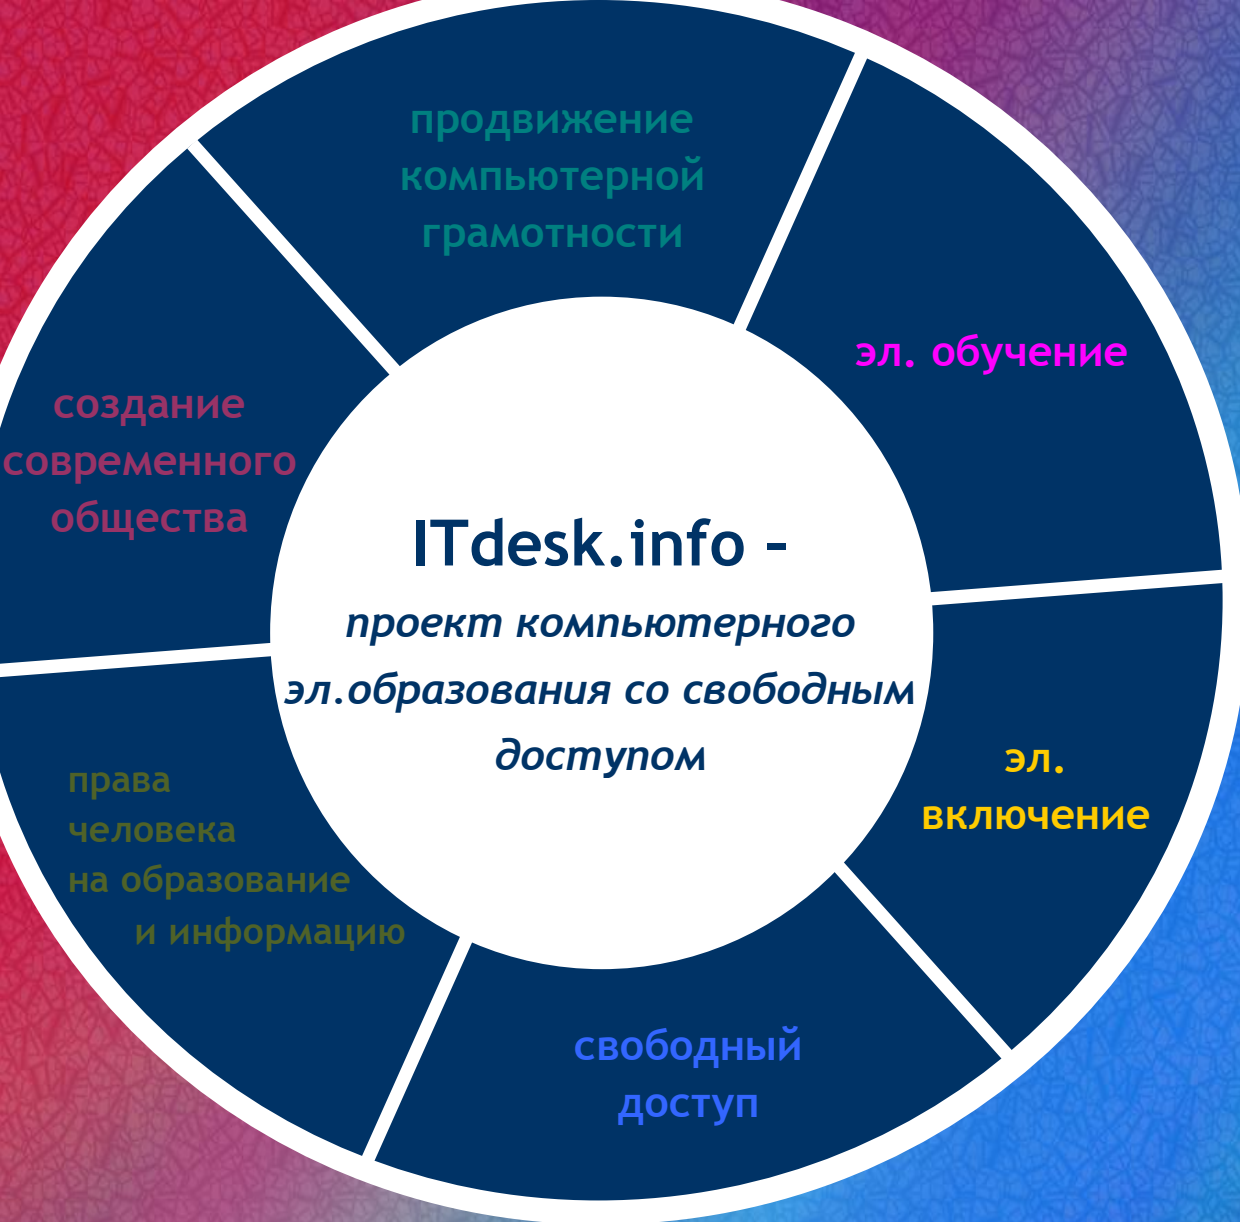 продвижение
компьютерной
грамотности
эл. обучение
создание
современного
общества
ITdesk.info –
проект компьютерного
эл.образования со свободным
доступом
эл.
включение
права
человека
на образование
и информацию
свободный
доступ